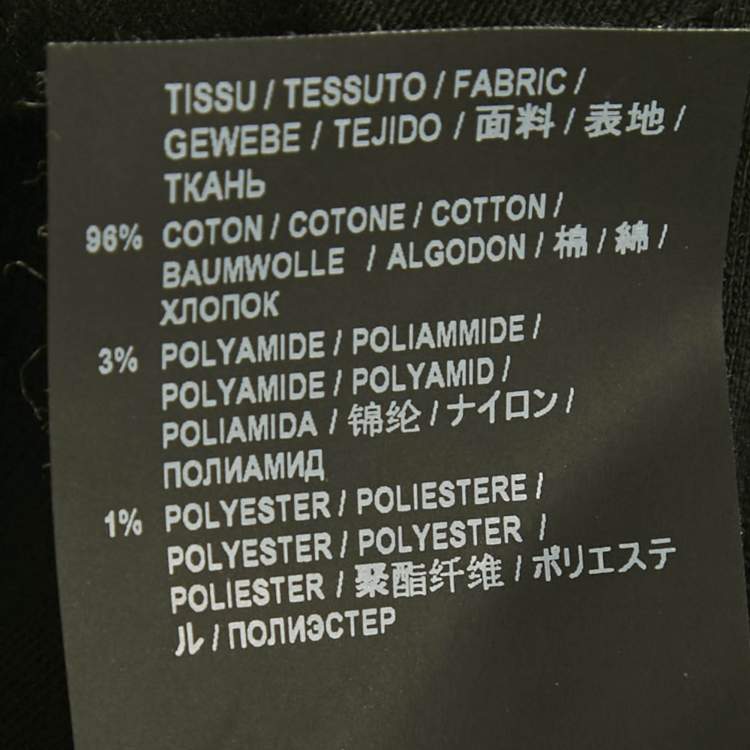 TISSU / TESSUTO / FABRIC /
GEWEBE / TEJIDO / 面料 / 表地 /
ТКАНЬ
96% COTON / COTONE / COTTON /
BAUMWOLLE / ALGODON / 棉 / 綿 /
ХЛОПОК
3% POLYAMIDE / POLIAMMIDE /
POLYAMIDE / POLYAMID /
POLIAMIDA / 锦纶 / ナイロン /
ПОЛИАМИД
1% POLYESTER / POLIESTERE /
POLYESTER / POLYESTER /
POLIESTER / 聚酯纤维 / ポリエステ
ル / ПОЛИЭСТЕР